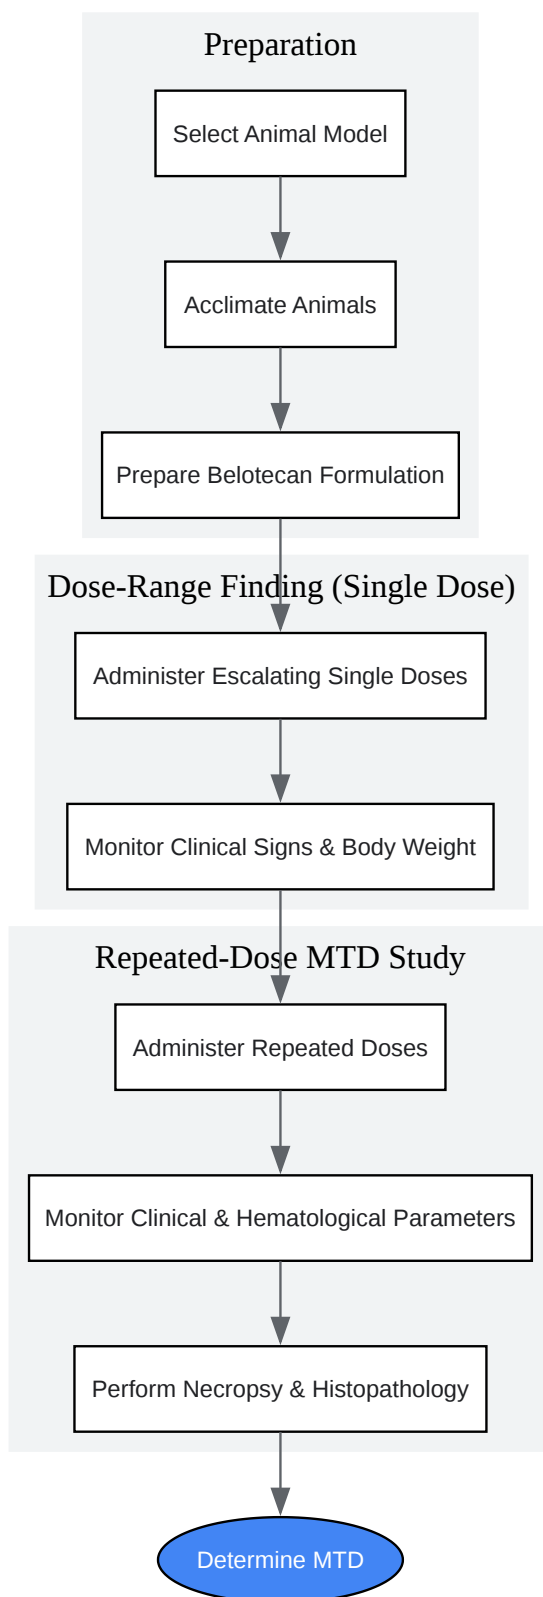 Preparation
Select Animal Model
Acclimate Animals
Prepare Belotecan Formulation
Dose-Range Finding (Single Dose)
Administer Escalating Single Doses
Monitor Clinical Signs & Body Weight
Repeated-Dose MTD Study
Administer Repeated Doses
Monitor Clinical & Hematological Parameters
Perform Necropsy & Histopathology
Determine MTD